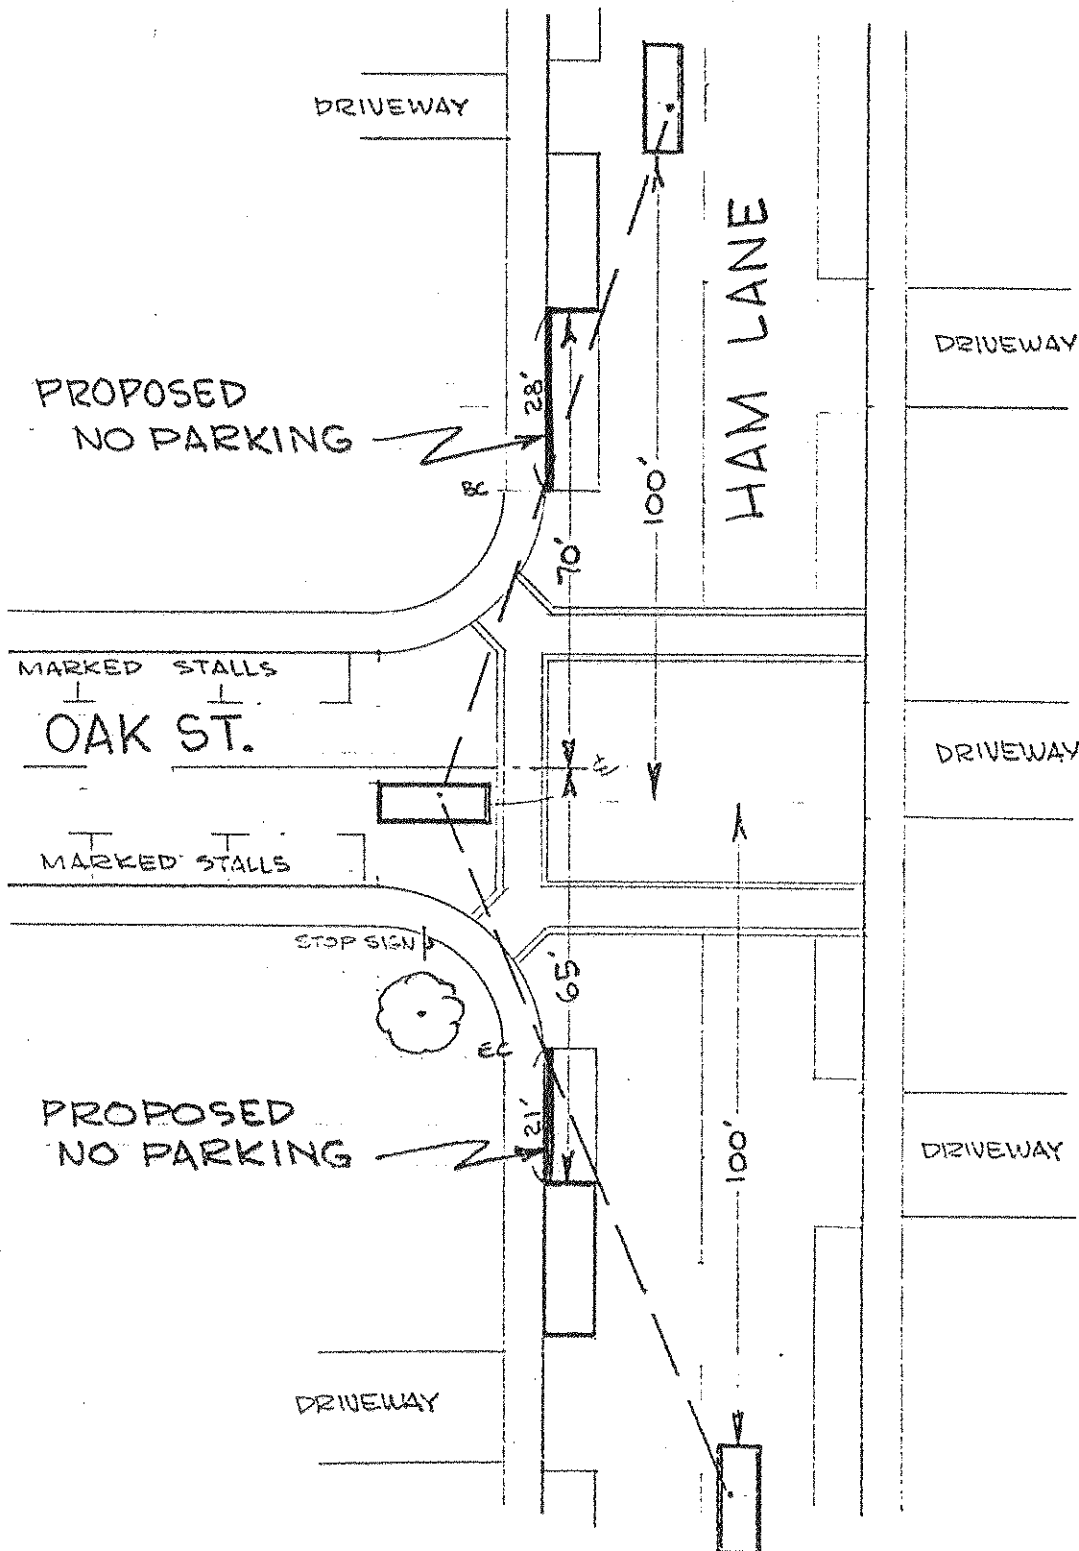 DRIVEWAY
HAM LANE
DRIVEWAY
PROPOSED
NO PARKING
28'
100'
BC
70'
MARKED STALLS
OAK ST.
DRIVEWAY
MARKED STALLS
STOP SIGN
65'
EC
PROPOSED
NO PARKING
21'
100'
DRIVEWAY
DRIVEWAY